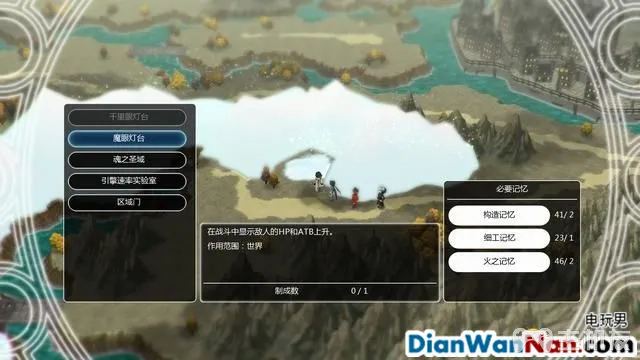 千里眼灯台
魔眼灯台
魂之圣域
引擎速率实验室
区域门
在战斗中显示敌人的HP和ATB上升。
作用范围：世界
制成数 0/1
必要记忆
构造记忆 41/2
细工记忆 23/1
火之记忆 46/2
电玩男
DianWanNan.com